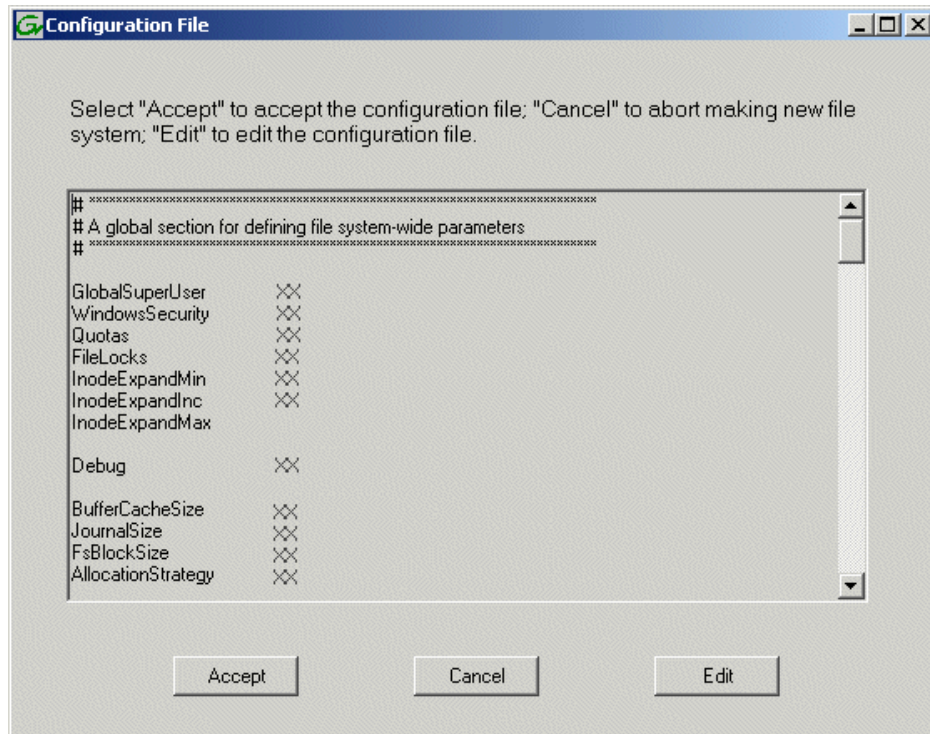 Configuration File
Select "Accept" to accept the configuration file; "Cancel" to abort making new file
system; "Edit" to edit the configuration file.
# ****************************************************************************
# A global section for defining file system-wide parameters
# ****************************************************************************
GlobalSuperUser XX
WindowsSecurity XX
Quotas XX
FileLocks XX
InodeExpandMin XX
InodeExpandInc XX
InodeExpandMax
Debug XX
BufferCacheSize XX
JournalSize XX
FsBlockSize XX
AllocationStrategy XX
Accept Cancel Edit